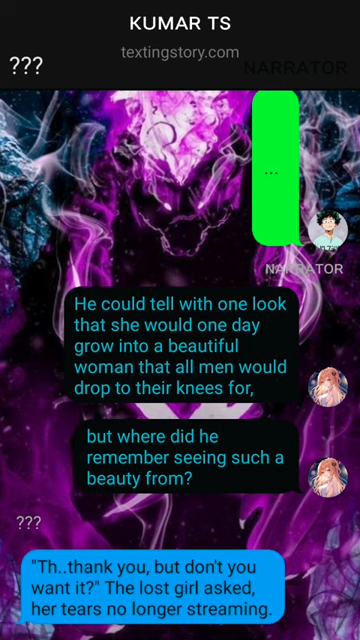 KUMAR TS
textingstory.com
???
NARRATOR
...
NARRATOR
He could tell with one look
that she would one day
grow into a beautiful
woman that all men would
drop to their knees for,
but where did he
remember seeing such a
beauty from?
???
"Th..thank you, but don't you
want it?" The lost girl asked,
her tears no longer streaming.